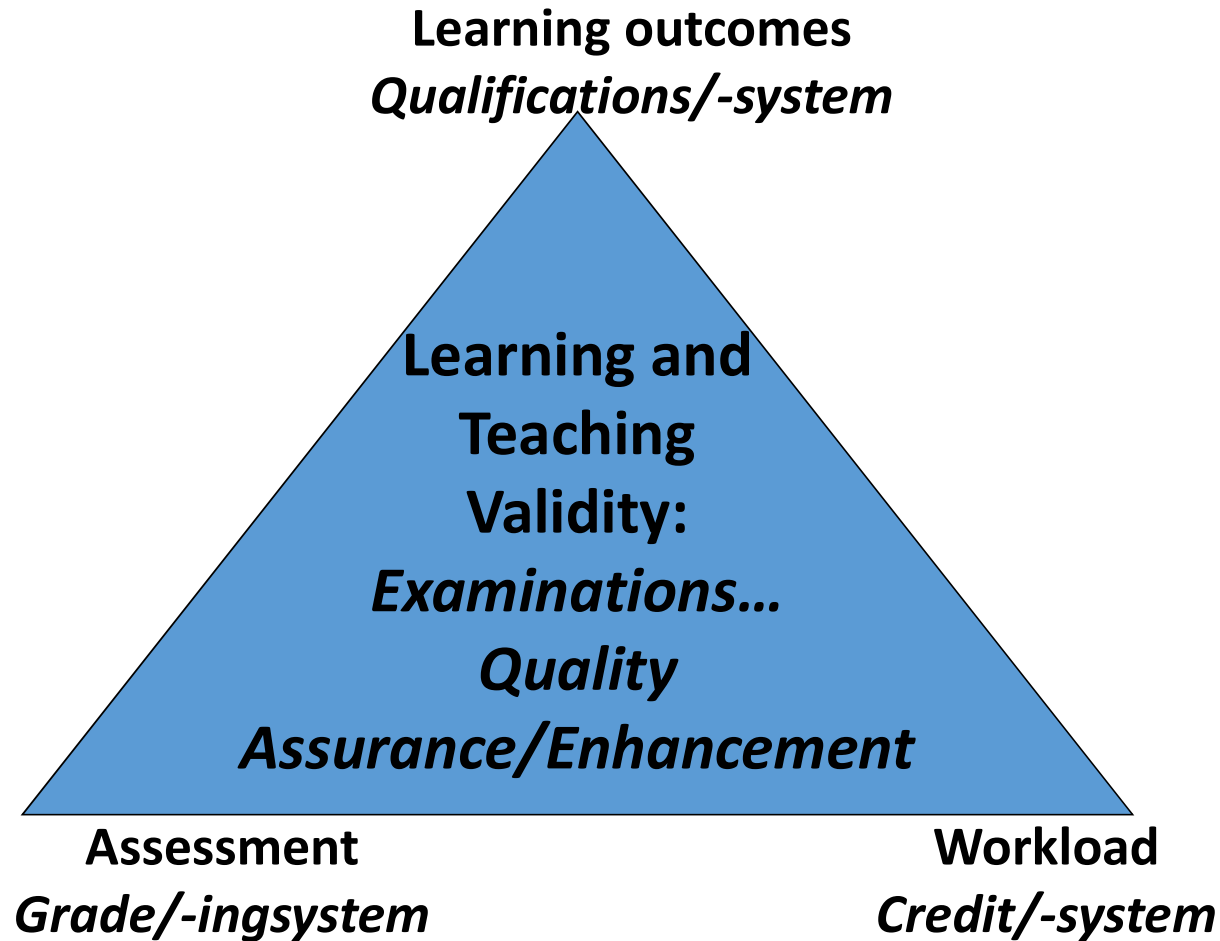 Learning outcomes
Qualifications/-system
Learning and
Teaching
Validity:
Examinations…
Quality
Assurance/Enhancement
Assessment
Grade/-ingsystem
Workload
Credit/-system